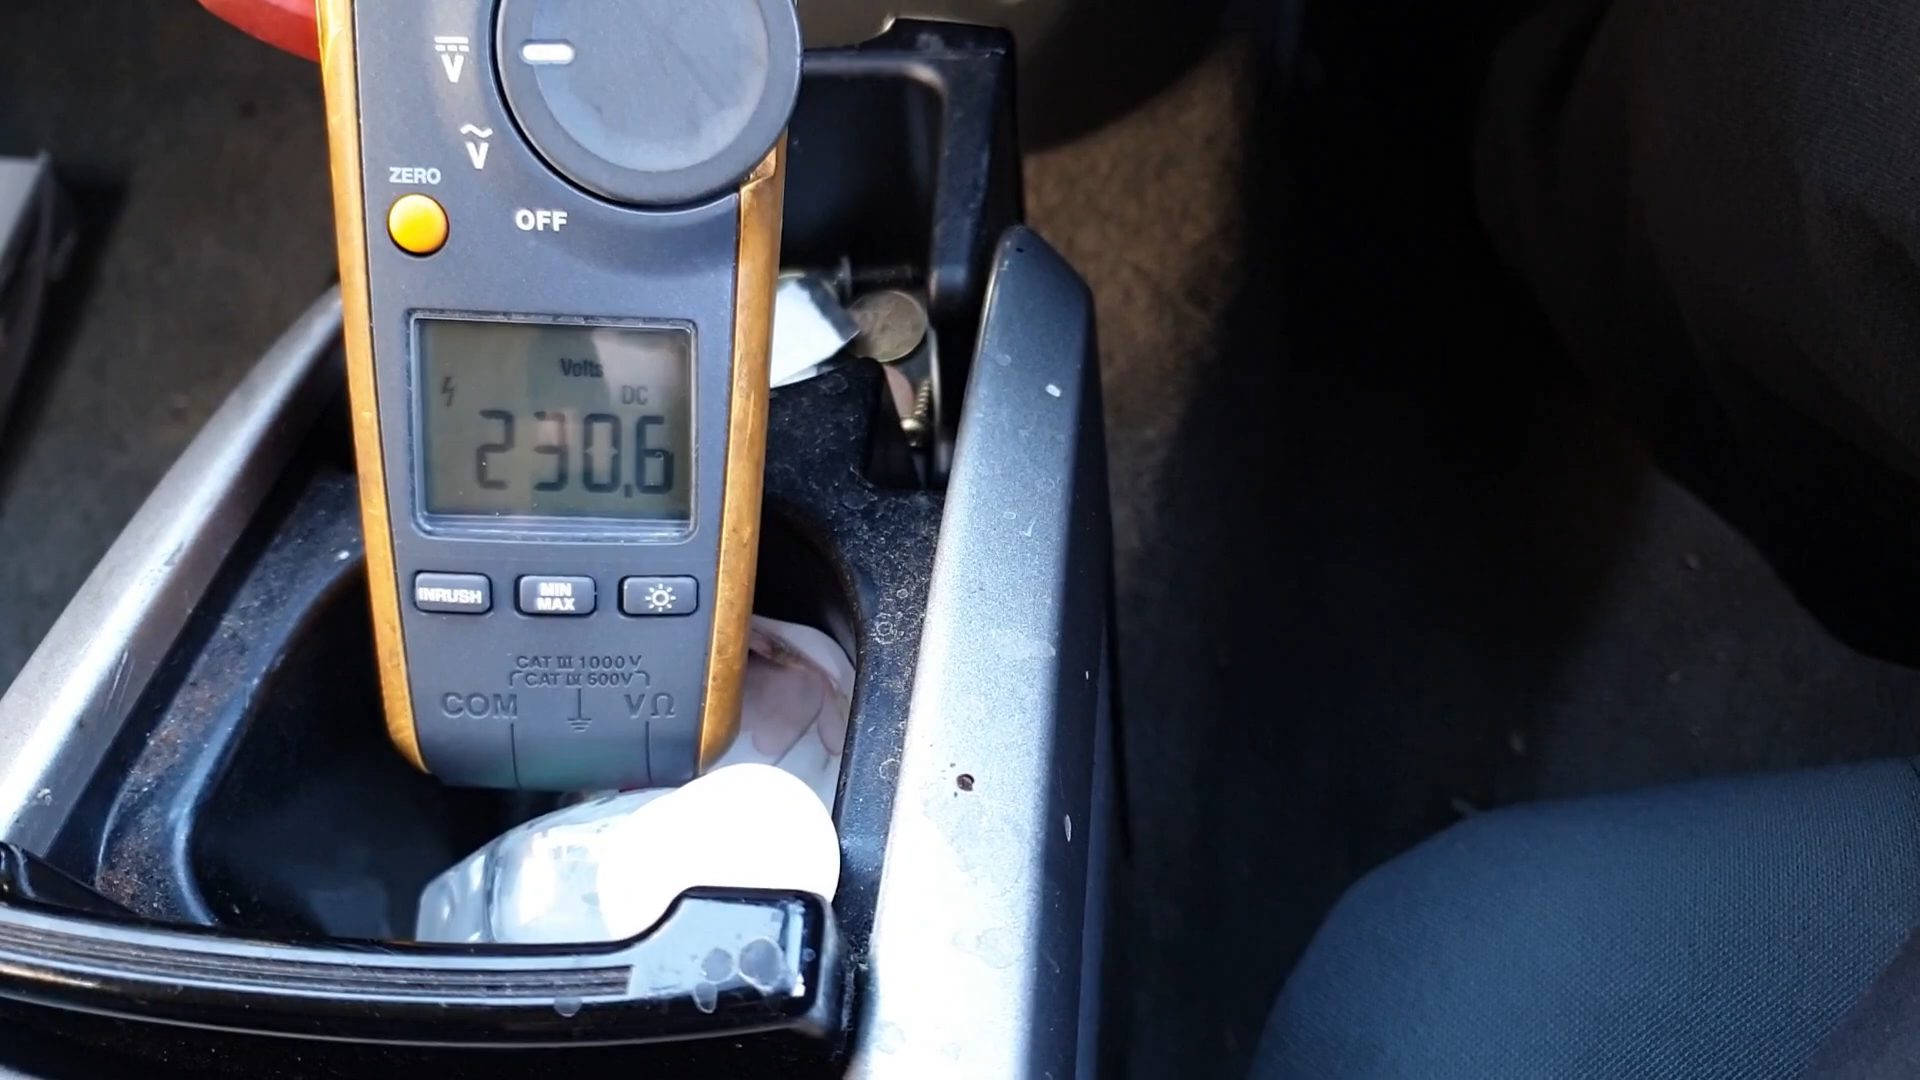 V
V
ZERO
OFF
Volts
DC
230.6
INRUSH
MIN
MAX
CAT III 1000 V
CAT IV 600V
COM
VΩ